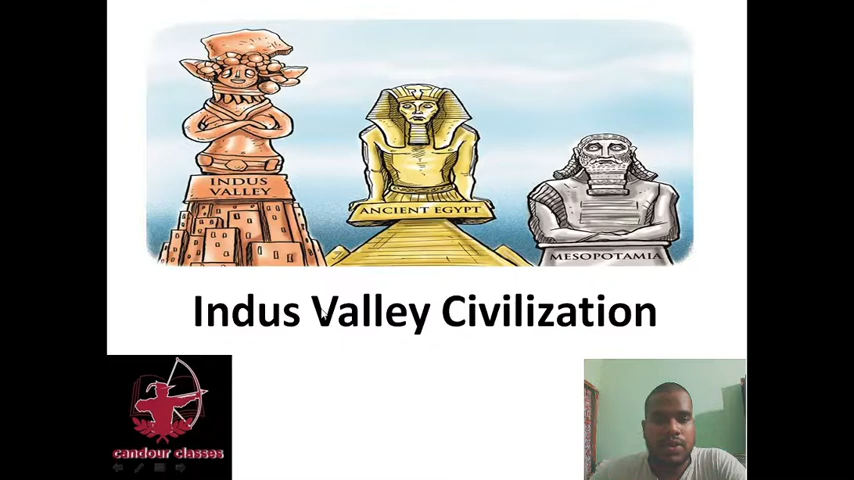 INDUS
VALLEY
ANCIENT EGYPT
MESOPOTAMIA
Indus Valley Civilization
candour classes